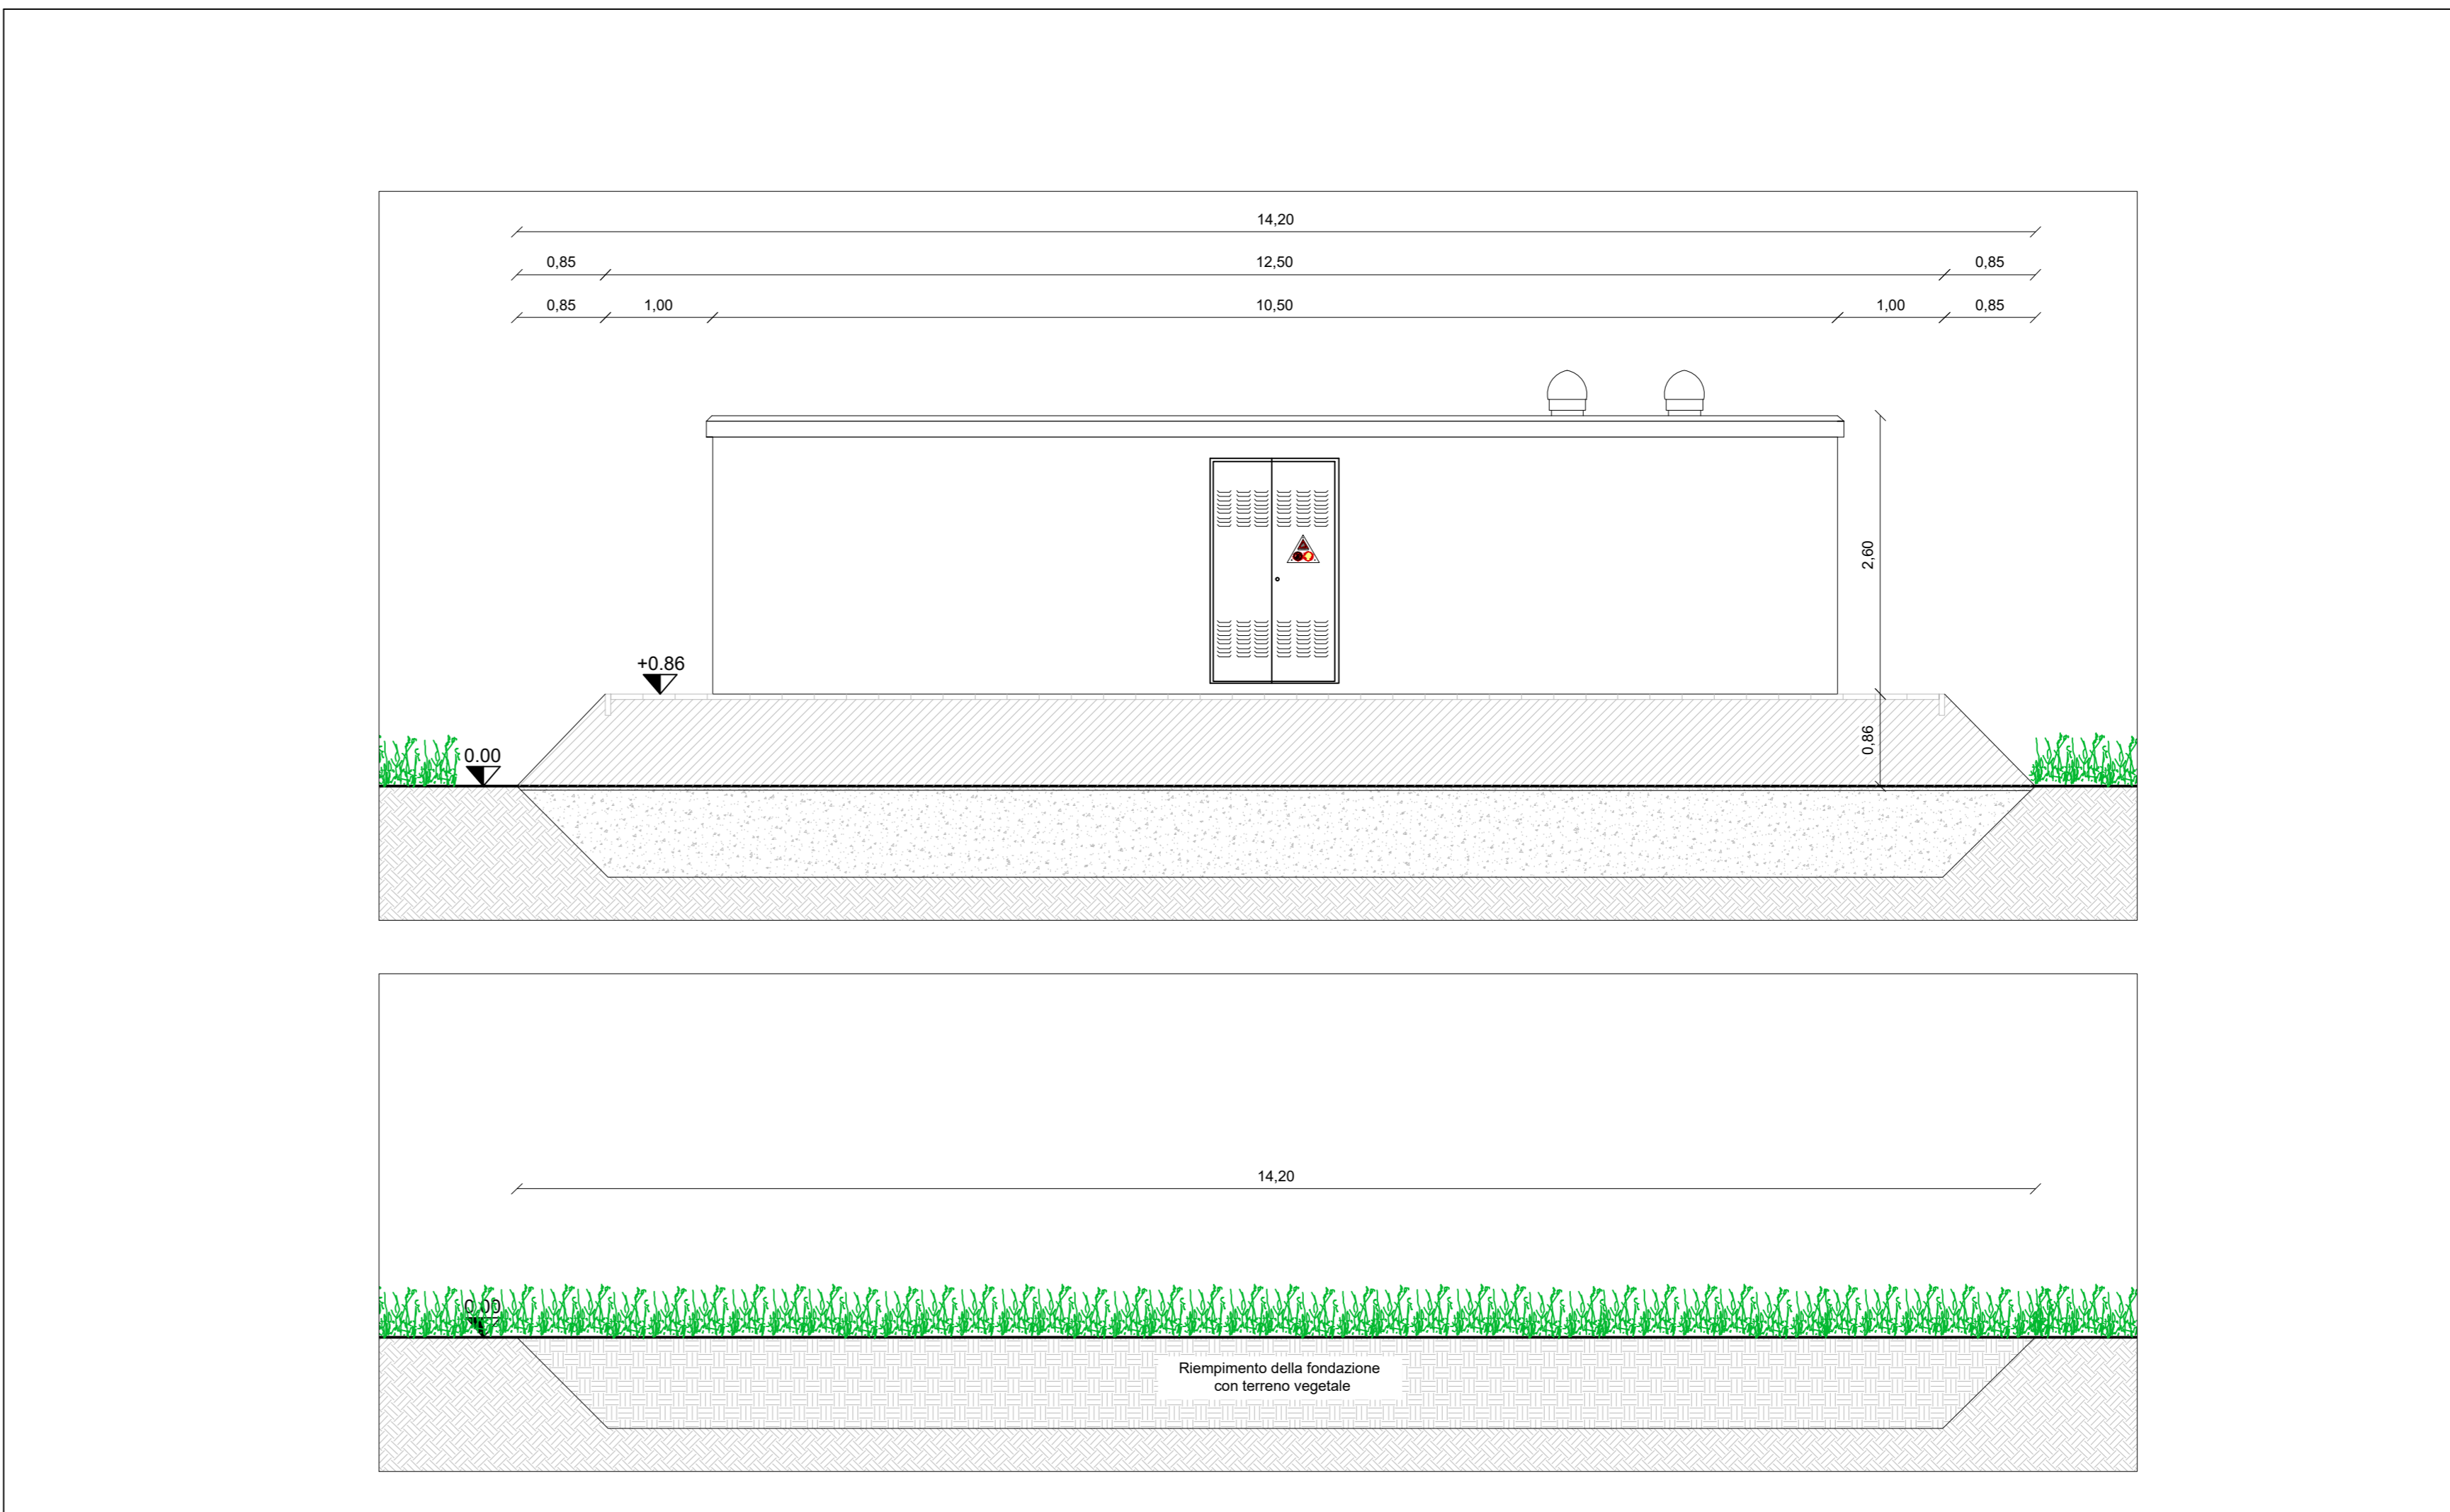 14,20
0,85 12,50 0,85
0,85 1,00 10,50 1,00 0,85
2,60
+0.86
0,86
0.00
14,20
0.00
Riempimento della fondazione
con terreno vegetale